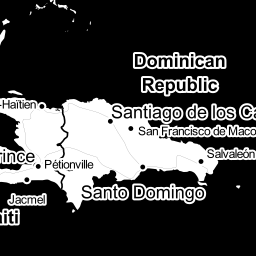 Dominican
Republic
-Haïtien
Santiago de los Ca
San Francisco de Maco
rince
Pétionville
Salvaleón
Jacmel
Santo Domingo
iti